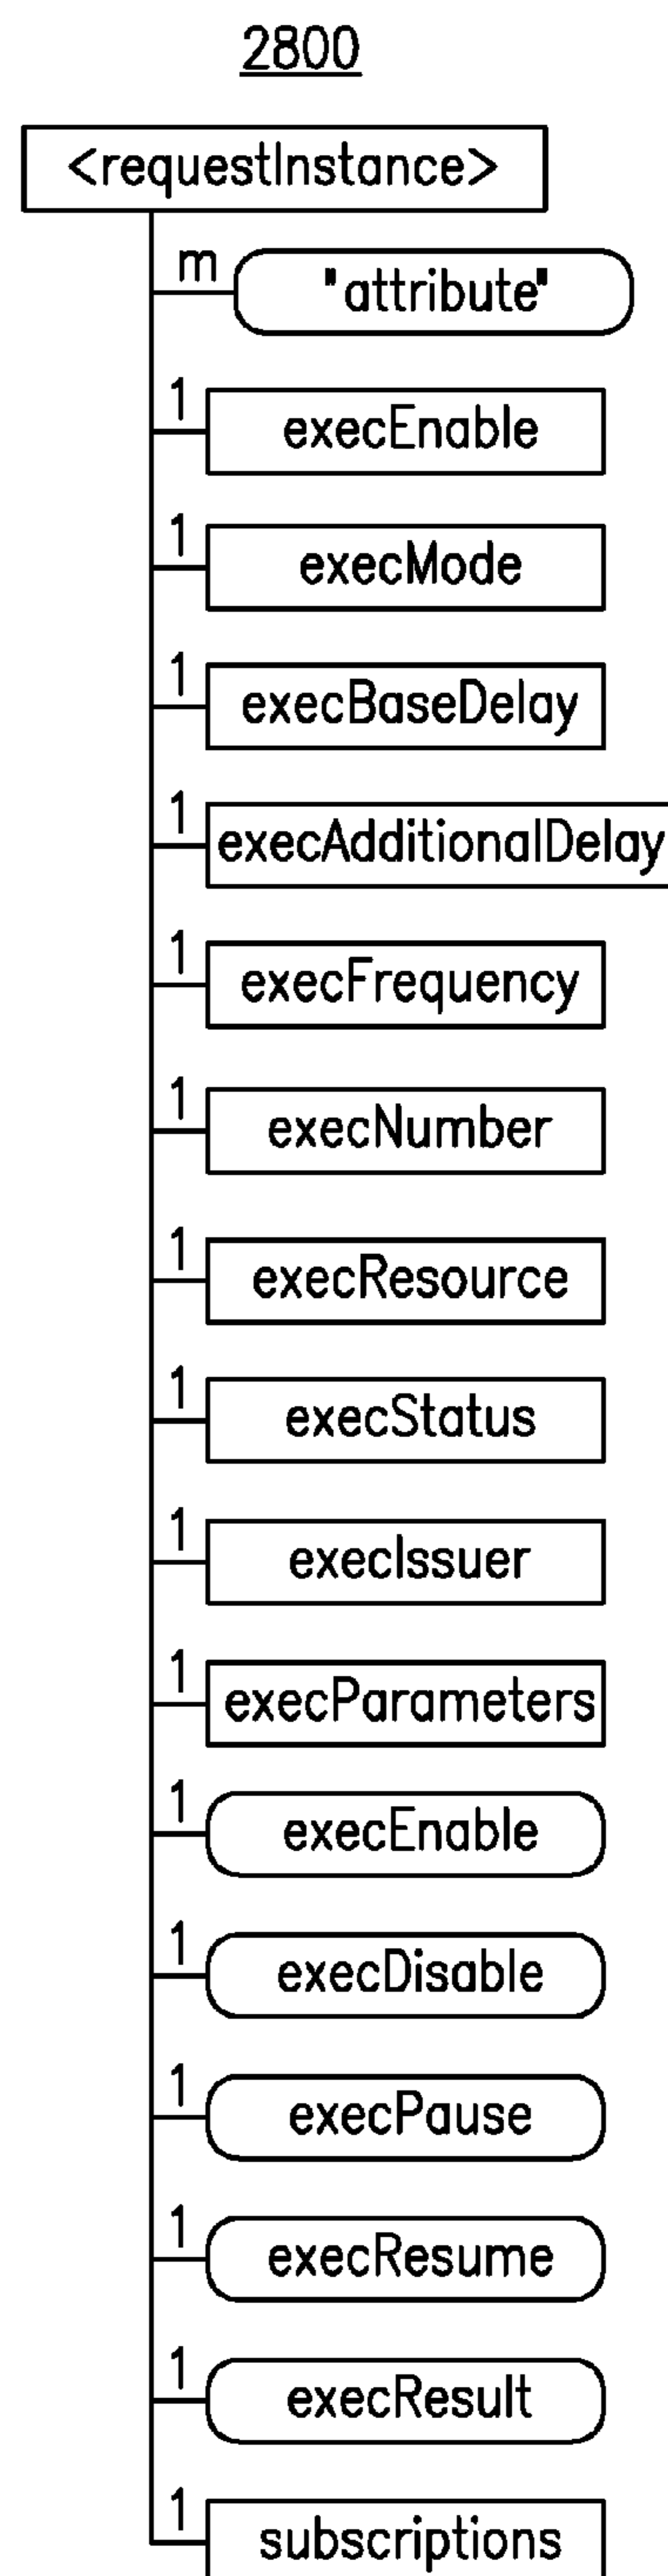 2800
<requestInstance>
m
"attribute"
1
execEnable
1
execMode
1
execBaseDelay
1
execAdditionalDelay
1
execFrequency
1
execNumber
1
execResource
1
execStatus
1
execIssuer
1
execParameters
1
execEnable
1
execDisable
1
execPause
1
execResume
1
execResult
1
subscriptions